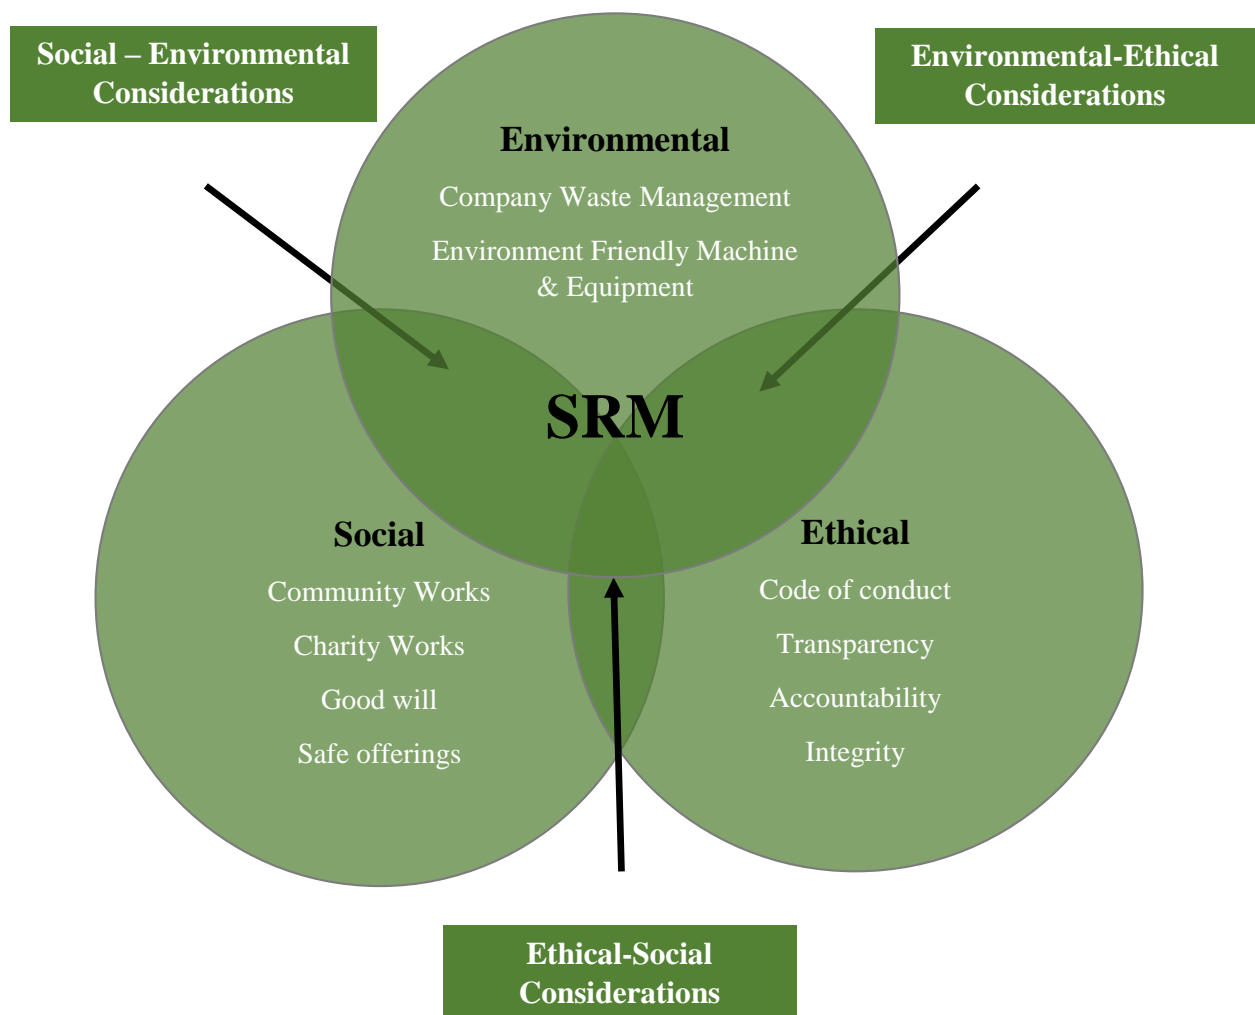 Social – Environmental
Considerations
Environmental-Ethical
Considerations
Environmental
Company Waste Management
Environment Friendly Machine
& Equipment
SRM
Social
Community Works
Charity Works
Good will
Safe offerings
Ethical
Code of conduct
Transparency
Accountability
Integrity
Ethical-Social
Considerations